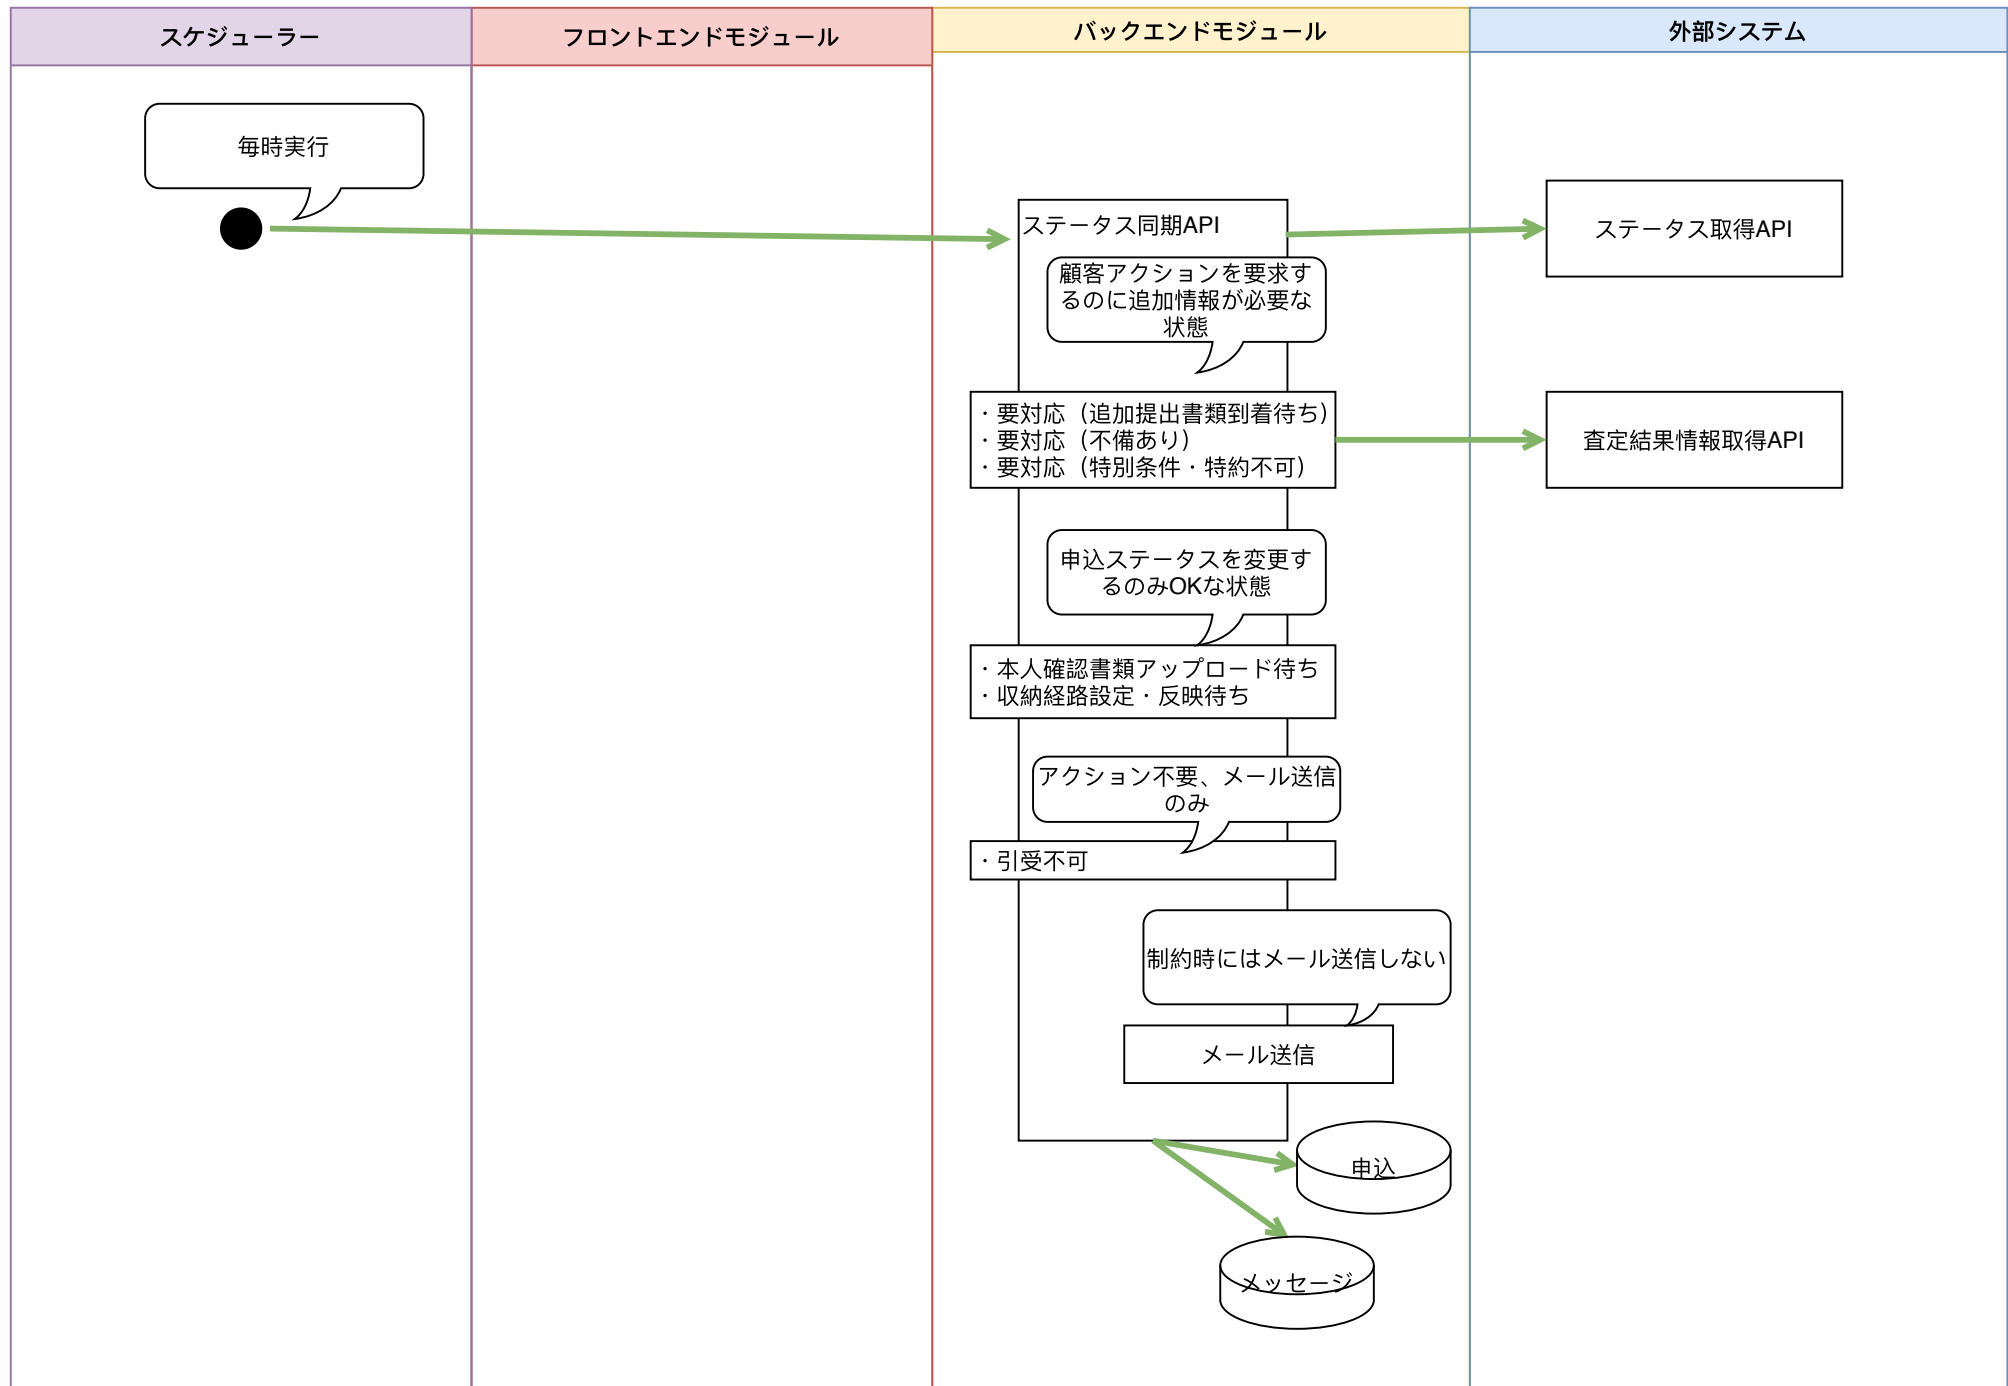 スケジューラー
フロントエンドモジュール
バックエンドモジュール
外部システム
毎時実行
ステータス同期API
ステータス取得API
顧客アクションを要求す
るのに追加情報が必要な
状態
・要対応（追加提出書類到着待ち）
・要対応（不備あり）
・要対応（特別条件・特約不可）
査定結果情報取得API
申込ステータスを変更す
るのみOKな状態
・本人確認書類アップロード待ち
・収納経路設定・反映待ち
アクション不要、メール送信
のみ
・引受不可
制約時にはメール送信しない
メール送信
申込
メッセージ